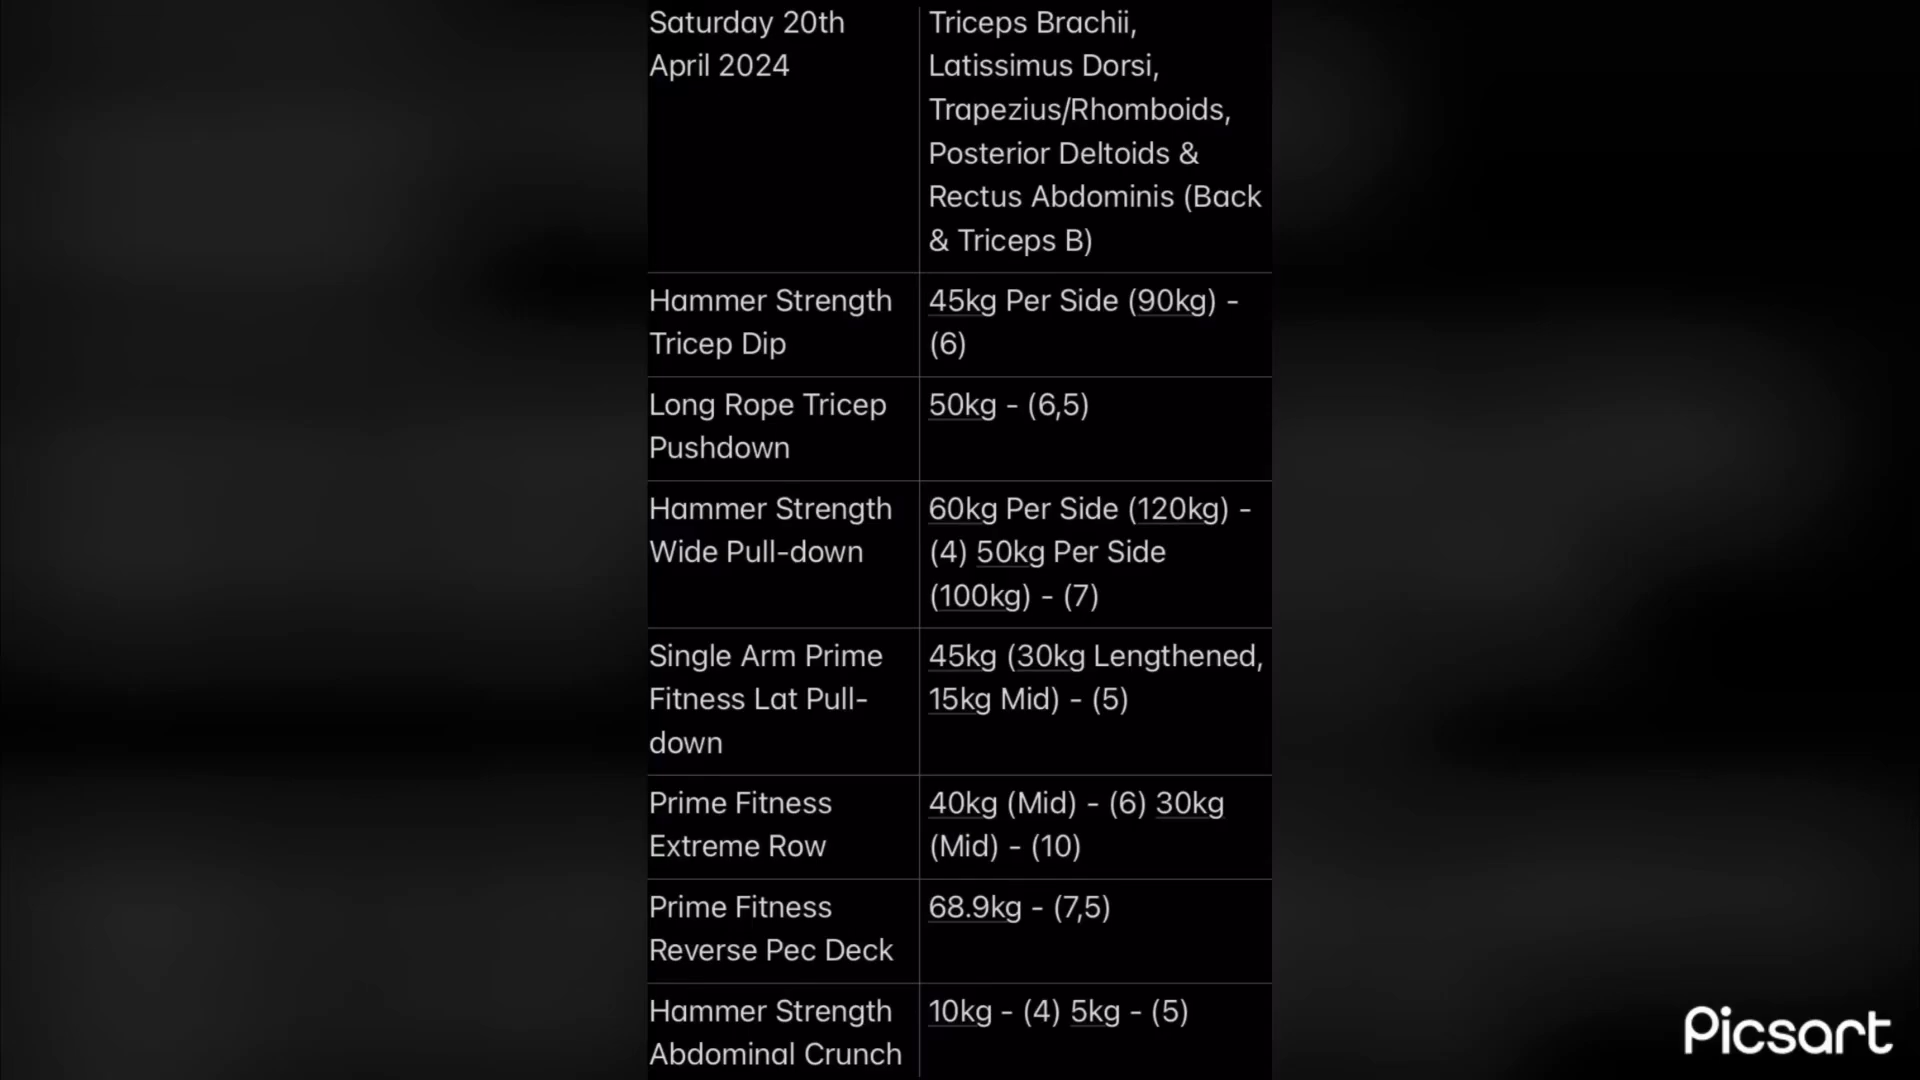 Saturday 20th
April 2024
Triceps Brachii,
Latissimus Dorsi,
Trapezius/Rhomboids,
Posterior Deltoids &
Rectus Abdominis (Back
& Triceps B)
Hammer Strength
Tricep Dip
45kg Per Side (90kg) -
(6)
Long Rope Tricep
Pushdown
50kg - (6,5)
Hammer Strength
Wide Pull-down
60kg Per Side (120kg) -
(4) 50kg Per Side
(100kg) - (7)
Single Arm Prime
Fitness Lat Pull-
down
45kg (30kg Lengthened,
15kg Mid) - (5)
Prime Fitness
Extreme Row
40kg (Mid) - (6) 30kg
(Mid) - (10)
Prime Fitness
Reverse Pec Deck
68.9kg - (7,5)
Hammer Strength
Abdominal Crunch
10kg - (4) 5kg - (5)
Picsart